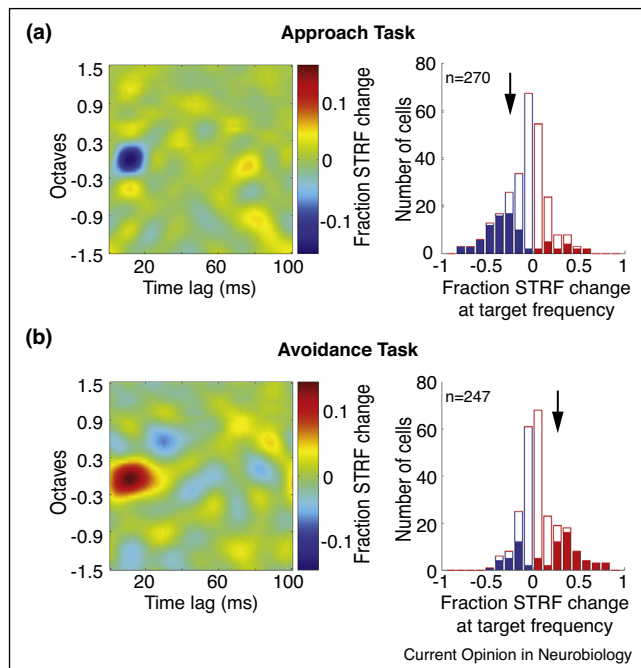 (a)
Approach Task
1.5
0.9
0.3
-0.3
-0.9
-1.5
Octaves
20
60
100
Time lag (ms)
0.1
0
-0.1
Fraction STRF change
80
60
40
20
0
Number of cells
n=270
-1
-0.5
0
0.5
1
Fraction STRF change
at target frequency
(b)
Avoidance Task
1.5
0.9
0.3
-0.3
-0.9
-1.5
Octaves
20
60
100
Time lag (ms)
0.1
0
-0.1
Fraction STRF change
80
60
40
20
0
Number of cells
n=247
-1
-0.5
0
0.5
1
Fraction STRF change
at target frequency
Current Opinion in Neurobiology